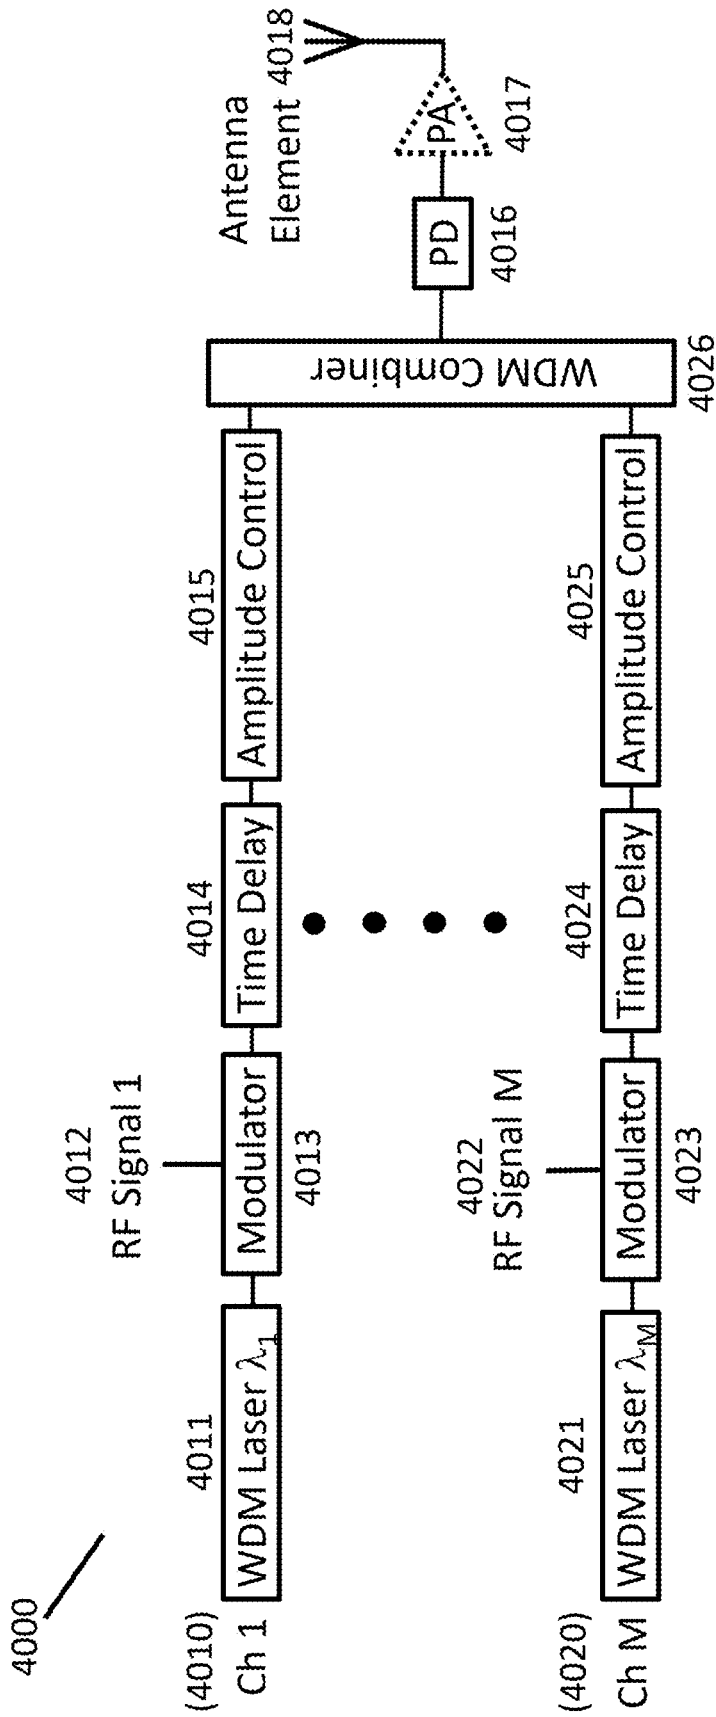 4000
(4010)
Ch 1
WDM Laser λ1
4011
4012
RF Signal 1
Modulator
4013
4014
Time Delay
4015
Amplitude Control
(4020)
Ch M
WDM Laser λM
4021
4022
RF Signal M
Modulator
4023
4024
Time Delay
4025
Amplitude Control
WDM Combiner
4026
PD
4016
PA
4017
Antenna
Element 4018